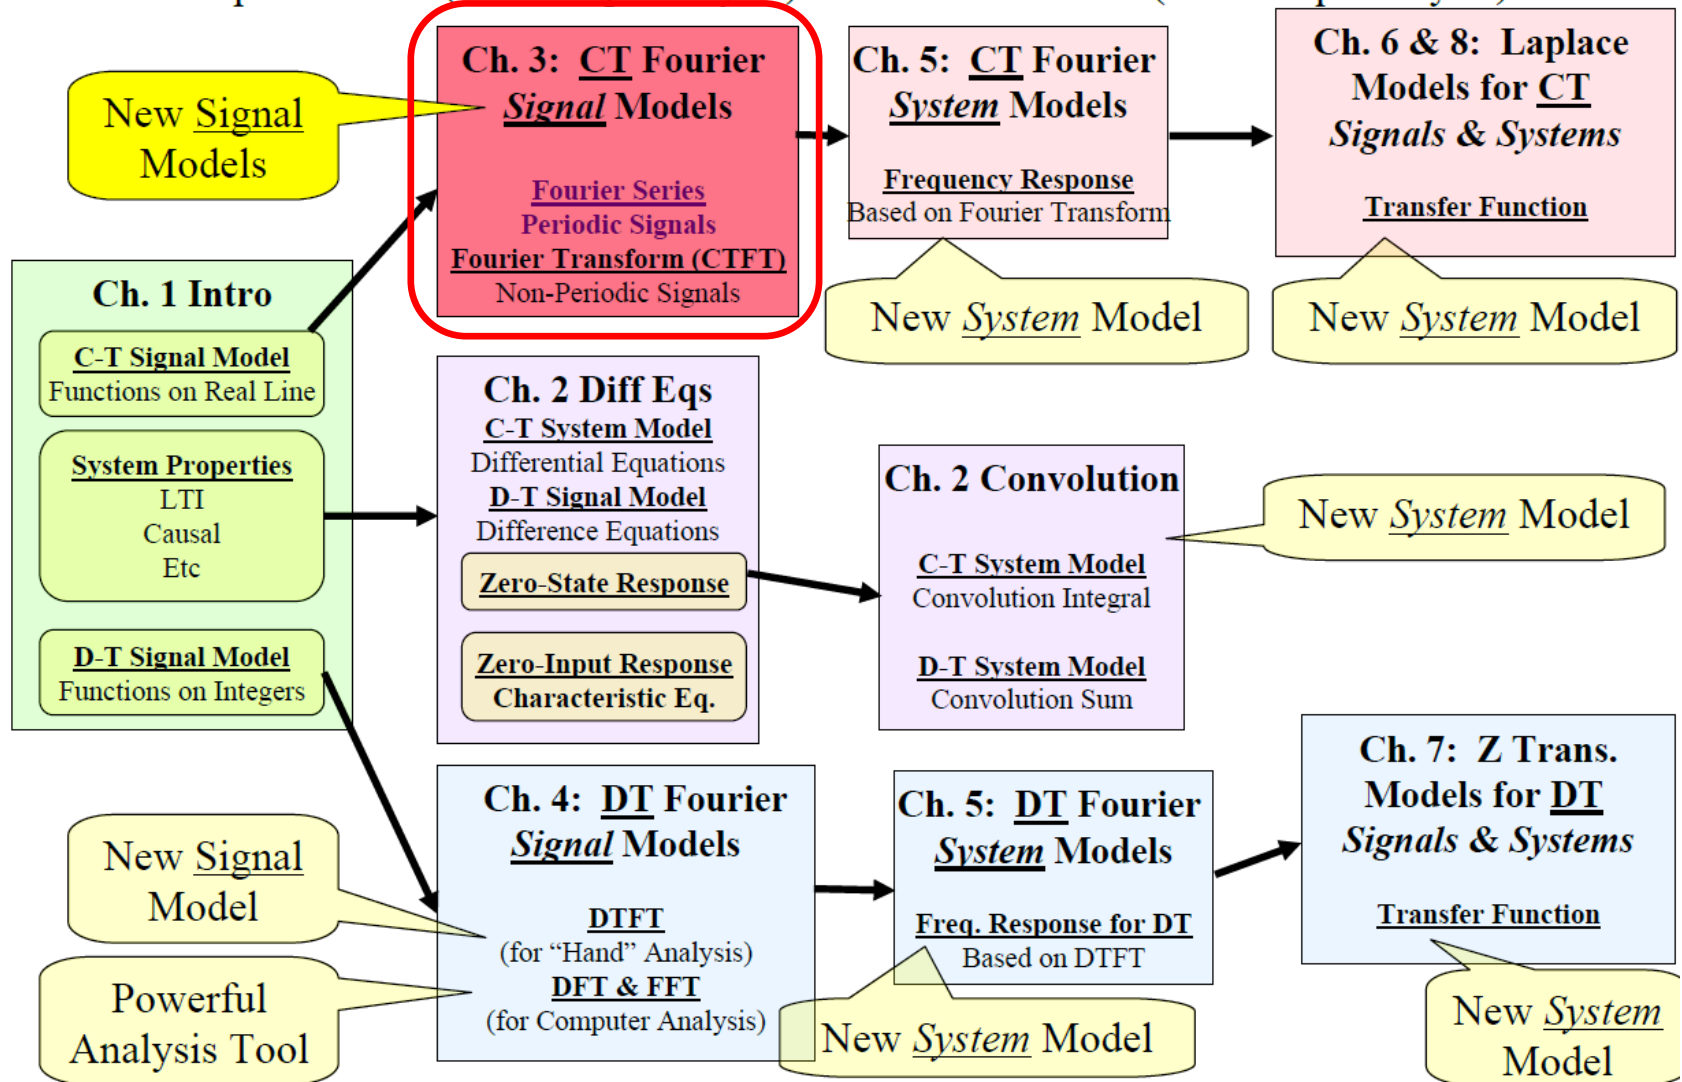 Ch. 3:  CT Fourier
Signal Models
Fourier Series
Periodic Signals
Fourier Transform (CTFT)
Non-Periodic Signals
New Signal
Models
Ch. 5:  CT Fourier
System Models
Frequency Response
Based on Fourier Transform
New System Model
Ch. 6 & 8:  Laplace
Models for CT
Signals & Systems
Transfer Function
New System Model
Ch. 1 Intro
C-T Signal Model
Functions on Real Line
System Properties
LTI
Causal
Etc
D-T Signal Model
Functions on Integers
Ch. 2 Diff Eqs
C-T System Model
Differential Equations
D-T Signal Model
Difference Equations
Zero-State Response
Zero-Input Response
Characteristic Eq.
Ch. 2 Convolution
C-T System Model
Convolution Integral
D-T System Model
Convolution Sum
New System Model
Ch. 4:  DT Fourier
Signal Models
DTFT
(for “Hand” Analysis)
DFT & FFT
(for Computer Analysis)
New Signal
Model
Powerful
Analysis Tool
Ch. 5:  DT Fourier
System Models
Freq. Response for DT
Based on DTFT
New System Model
Ch. 7:  Z Trans.
Models for DT
Signals & Systems
Transfer Function
New System
Model